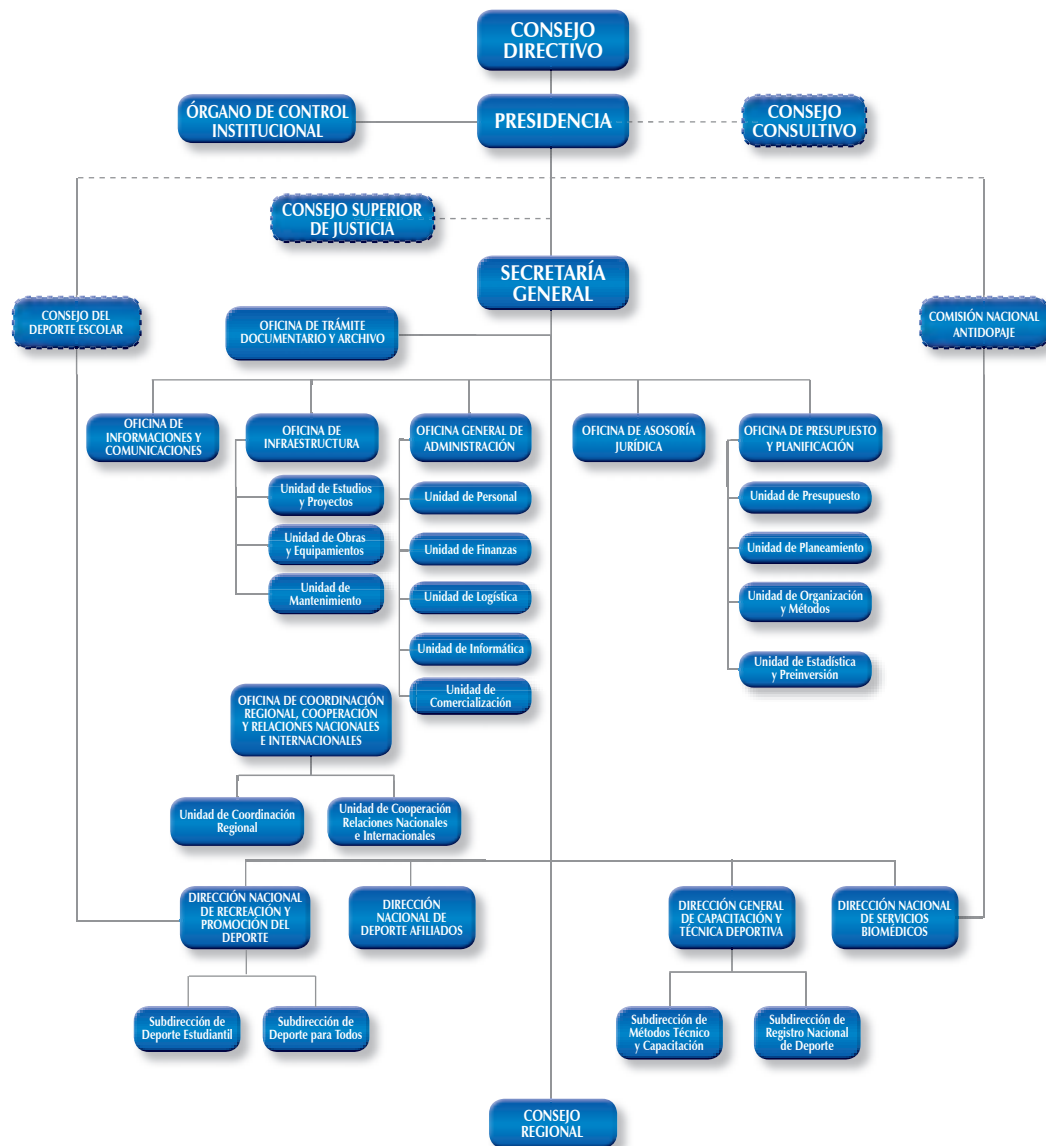 CONSEJO
DIRECTIVO
ÓRGANO DE CONTROL
INSTITUCIONAL
PRESIDENCIA
CONSEJO
CONSULTIVO
CONSEJO SUPERIOR
DE JUSTICIA
SECRETARÍA
GENERAL
CONSEJO DEL
DEPORTE ESCOLAR
OFICINA DE TRÁMITE
DOCUMENTARIO Y ARCHIVO
COMISIÓN NACIONAL
ANTIDOPAJE
OFICINA DE
INFORMACIONES Y
COMUNICACIONES
OFICINA DE
INFRAESTRUCTURA
OFICINA GENERAL DE
ADMINISTRACIÓN
OFICINA DE ASOSORÍA
JURÍDICA
OFICINA DE PRESUPUESTO
Y PLANIFICACIÓN
Unidad de Estudios
y Proyectos
Unidad de Obras
y Equipamientos
Unidad de
Mantenimiento
Unidad de Personal
Unidad de Finanzas
Unidad de Logística
Unidad de Informática
Unidad de
Comercialización
Unidad de Presupuesto
Unidad de Planeamiento
Unidad de Organización
y Métodos
Unidad de Estadística
y Preinversión
OFICINA DE COORDINACIÓN
REGIONAL, COOPERACIÓN
Y RELACIONES NACIONALES
E INTERNACIONALES
Unidad de Coordinación
Regional
Unidad de Cooperación
Relaciones Nacionales
e Internacionales
DIRECCIÓN NACIONAL
DE RECREACIÓN Y
PROMOCIÓN DEL
DEPORTE
DIRECCIÓN
NACIONAL DE
DEPORTE AFILIADOS
DIRECCIÓN GENERAL
DE CAPACITACIÓN Y
TÉCNICA DEPORTIVA
DIRECCIÓN NACIONAL
DE SERVICIOS
BIOMÉDICOS
Subdirección de
Deporte Estudiantil
Subdirección de
Deporte para Todos
Subdirección de
Métodos Técnico
y Capacitación
Subdirección de
Registro Nacional
de Deporte
CONSEJO
REGIONAL